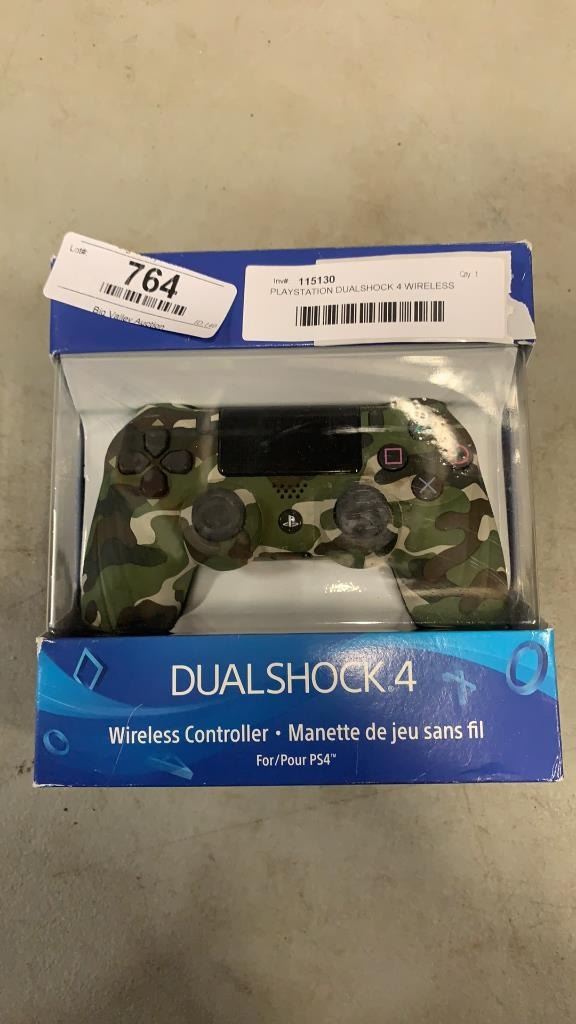 Lot#:
764
Big Valley Auction
Inv#: 115130 Qty 1
PLAYSTATION DUALSHOCK 4 WIRELESS
DUALSHOCK®4
Wireless Controller • Manette de jeu sans fil
For/Pour PS4™